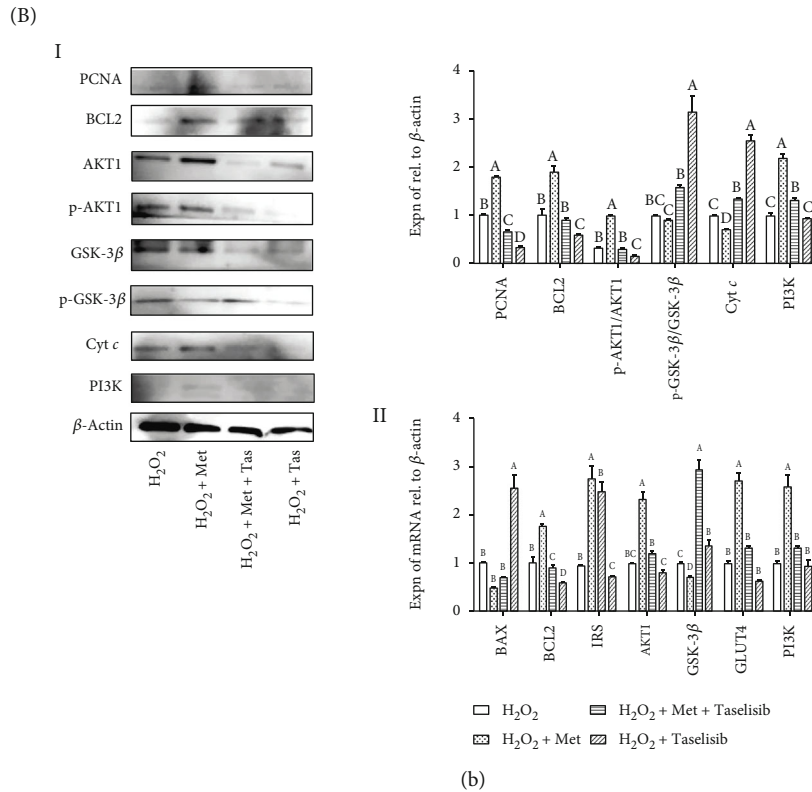 (B)
I
PCNA
BCL2
AKT1
p-AKT1
GSK-3β
p-GSK-3β
Cyt c
PI3K
β-Actin
H₂O₂
H₂O₂ + Met
H₂O₂ + Met + Tas
H₂O₂ + Tas
Expn of rel. to β-actin
4
3
2
1
0
B A C D
B A B C
B A B C
BC C B A
C D B A
C A B C
PCNA
BCL2
p-AKT1/AKT1
p-GSK-3β/GSK-3β
Cyt c
PI3K
II
Expn of mRNA rel. to β-actin
4
3
2
1
0
B B B A
B A C D
B A B C
BC A B C
C D A B
B A B B
B A B B
BAX
BCL2
IRS
AKT1
GSK-3β
GLUT4
PI3K
H₂O₂
H₂O₂ + Met + Taselisib
H₂O₂ + Met
H₂O₂ + Taselisib
(b)